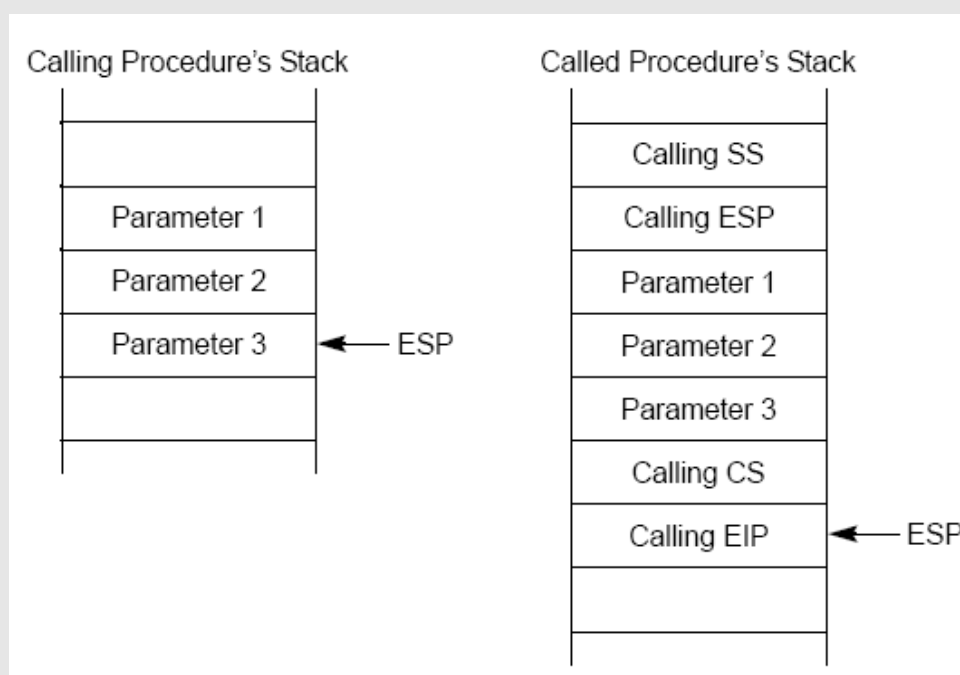 Calling Procedure's Stack
Parameter 1
Parameter 2
Parameter 3
ESP
Called Procedure's Stack
Calling SS
Calling ESP
Parameter 1
Parameter 2
Parameter 3
Calling CS
Calling EIP
ESP